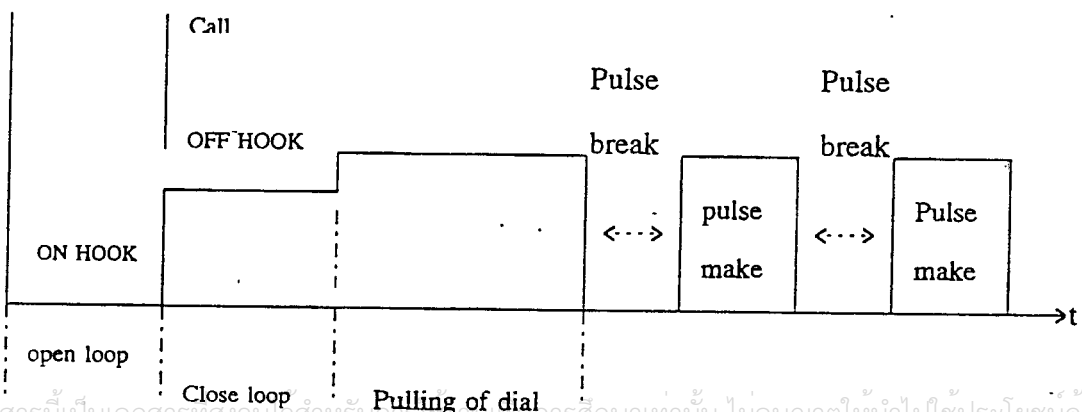 Call
Pulse
Pulse
OFF HOOK
break
break
pulse
make
Pulse
make
ON HOOK
t
open loop
Close loop
Pulling of dial